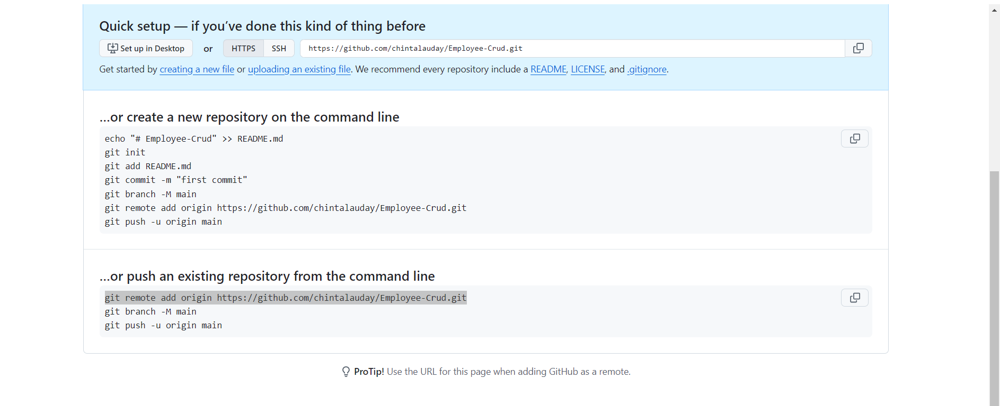 Quick setup — if you’ve done this kind of thing before
Set up in Desktop or HTTPS SSH https://github.com/chintalauday/Employee-Crud.git
Get started by creating a new file or uploading an existing file. We recommend every repository include a README, LICENSE, and .gitignore.
…or create a new repository on the command line
echo "# Employee-Crud" >> README.md
git init
git add README.md
git commit -m "first commit"
git branch -M main
git remote add origin https://github.com/chintalauday/Employee-Crud.git
git push -u origin main
…or push an existing repository from the command line
git remote add origin https://github.com/chintalauday/Employee-Crud.git
git branch -M main
git push -u origin main
ProTip! Use the URL for this page when adding GitHub as a remote.